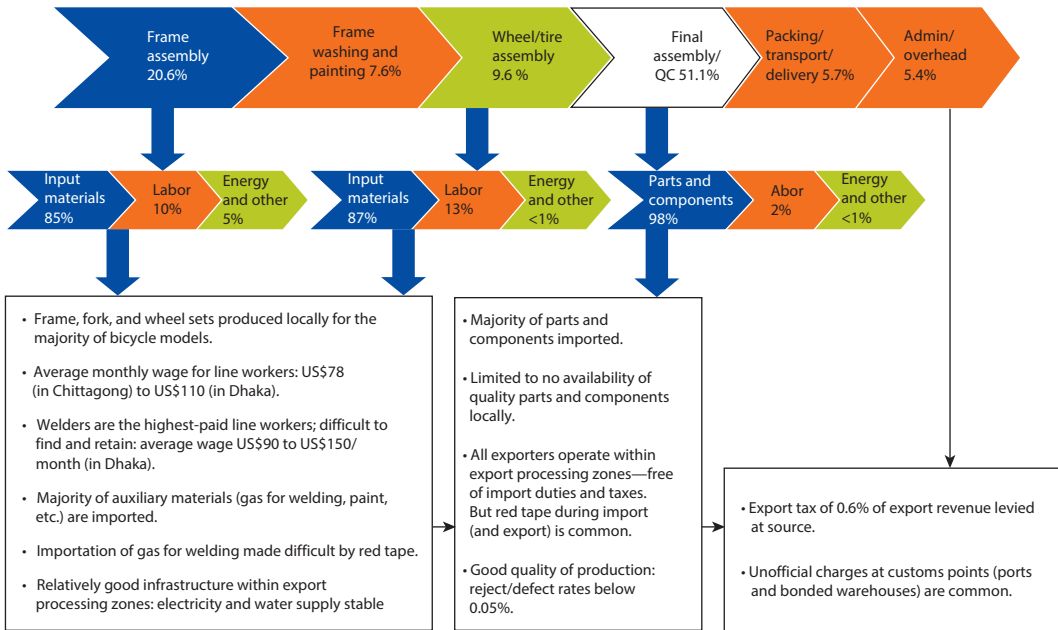 Frame
assembly
20.6%
Frame
washing and
painting 7.6%
Wheel/tire
assembly
9.6 %
Final
assembly/
QC 51.1%
Packing/
transport/
delivery 5.7%
Admin/
overhead
5.4%
Input
materials
85%
Labor
10%
Energy
and other
5%
Input
materials
87%
Labor
13%
Energy
and other
<1%
Parts and
components
98%
Abor
2%
Energy
and other
<1%
• Frame, fork, and wheel sets produced locally for the
majority of bicycle models.
• Average monthly wage for line workers: US$78
(in Chittagong) to US$110 (in Dhaka).
• Welders are the highest-paid line workers; difficult to
find and retain: average wage US$90 to US$150/
month (in Dhaka).
• Majority of auxiliary materials (gas for welding, paint,
etc.) are imported.
• Importation of gas for welding made difficult by red tape.
• Relatively good infrastructure within export
processing zones: electricity and water supply stable
• Majority of parts and
components imported.
• Limited to no availability of
quality parts and components
locally.
• All exporters operate within
export processing zones—free
of import duties and taxes.
But red tape during import
(and export) is common.
• Good quality of production:
reject/defect rates below
0.05%.
• Export tax of 0.6% of export revenue levied
at source.
• Unofficial charges at customs points (ports
and bonded warehouses) are common.